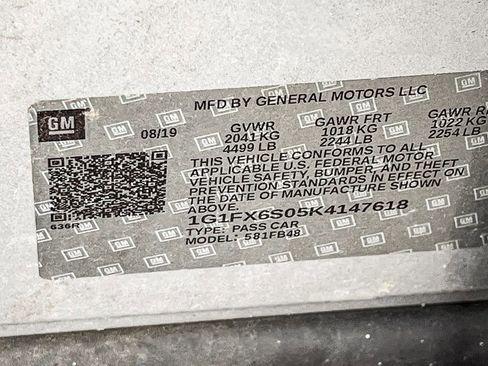 MFD BY GENERAL MOTORS LLC
GM
08/19 GVWR GAWR FRT GAWR
2041 KG 1018 KG 1022 KG
4499 LB 2244 LB 2254 LB
THIS VEHICLE CONFORMS TO ALL
APPLICABLE U.S. FEDERAL MOTOR
VEHICLE SAFETY, BUMPER, AND THEFT
PREVENTION STANDARDS IN EFFECT ON
THE DATE OF MANUFACTURE SHOWN
ABOVE.
636R 1G1FX6S05K4147618
TYPE: PASS CAR
MODEL: 581FB48